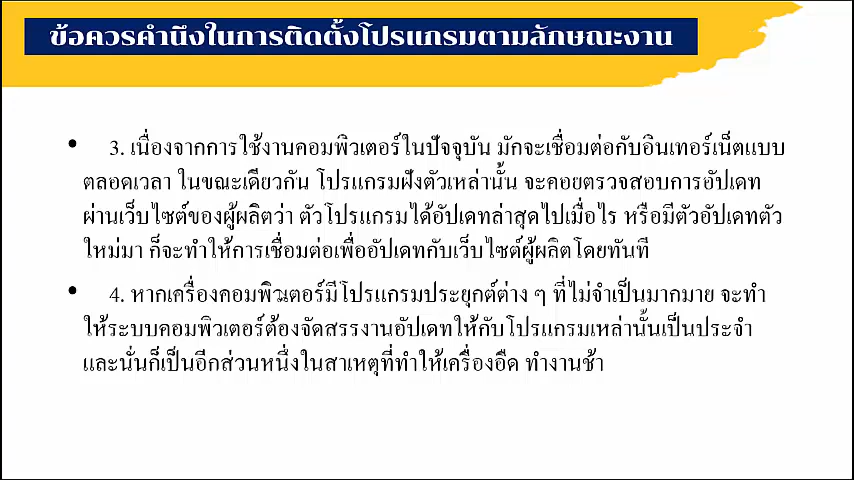 ข้อควรคำนึงในการติดตั้งโปรแกรมตามลักษณะงาน
• 3. เนื่องจากการใช้งานคอมพิวเตอร์ในปัจจุบัน มักจะเชื่อมต่อกับอินเทอร์เน็ตแบบ
ตลอดเวลา ในขณะเดียวกัน โปรแกรมฝังตัวเหล่านั้น จะคอยตรวจสอบการอัปเดท
ผ่านเว็บไซต์ของผู้ผลิตว่า ตัวโปรแกรมได้อัปเดทล่าสุดไปเมื่อไร หรือมีตัวอัปเดทตัว
ใหม่มา ก็จะทำให้การเชื่อมต่อเพื่ออัปเดทกับเว็บไซต์ผู้ผลิตโดยทันที
• 4. หากเครื่องคอมพิวเตอร์มีโปรแกรมประยุกต์ต่าง ๆ ที่ไม่จำเป็นมากมาย จะทำ
ให้ระบบคอมพิวเตอร์ต้องจัดสรรงานอัปเดทให้กับโปรแกรมเหล่านั้นเป็นประจำ
และนั่นก็เป็นอีกส่วนหนึ่งในสาเหตุที่ทำให้เครื่องอืด ทำงานช้า